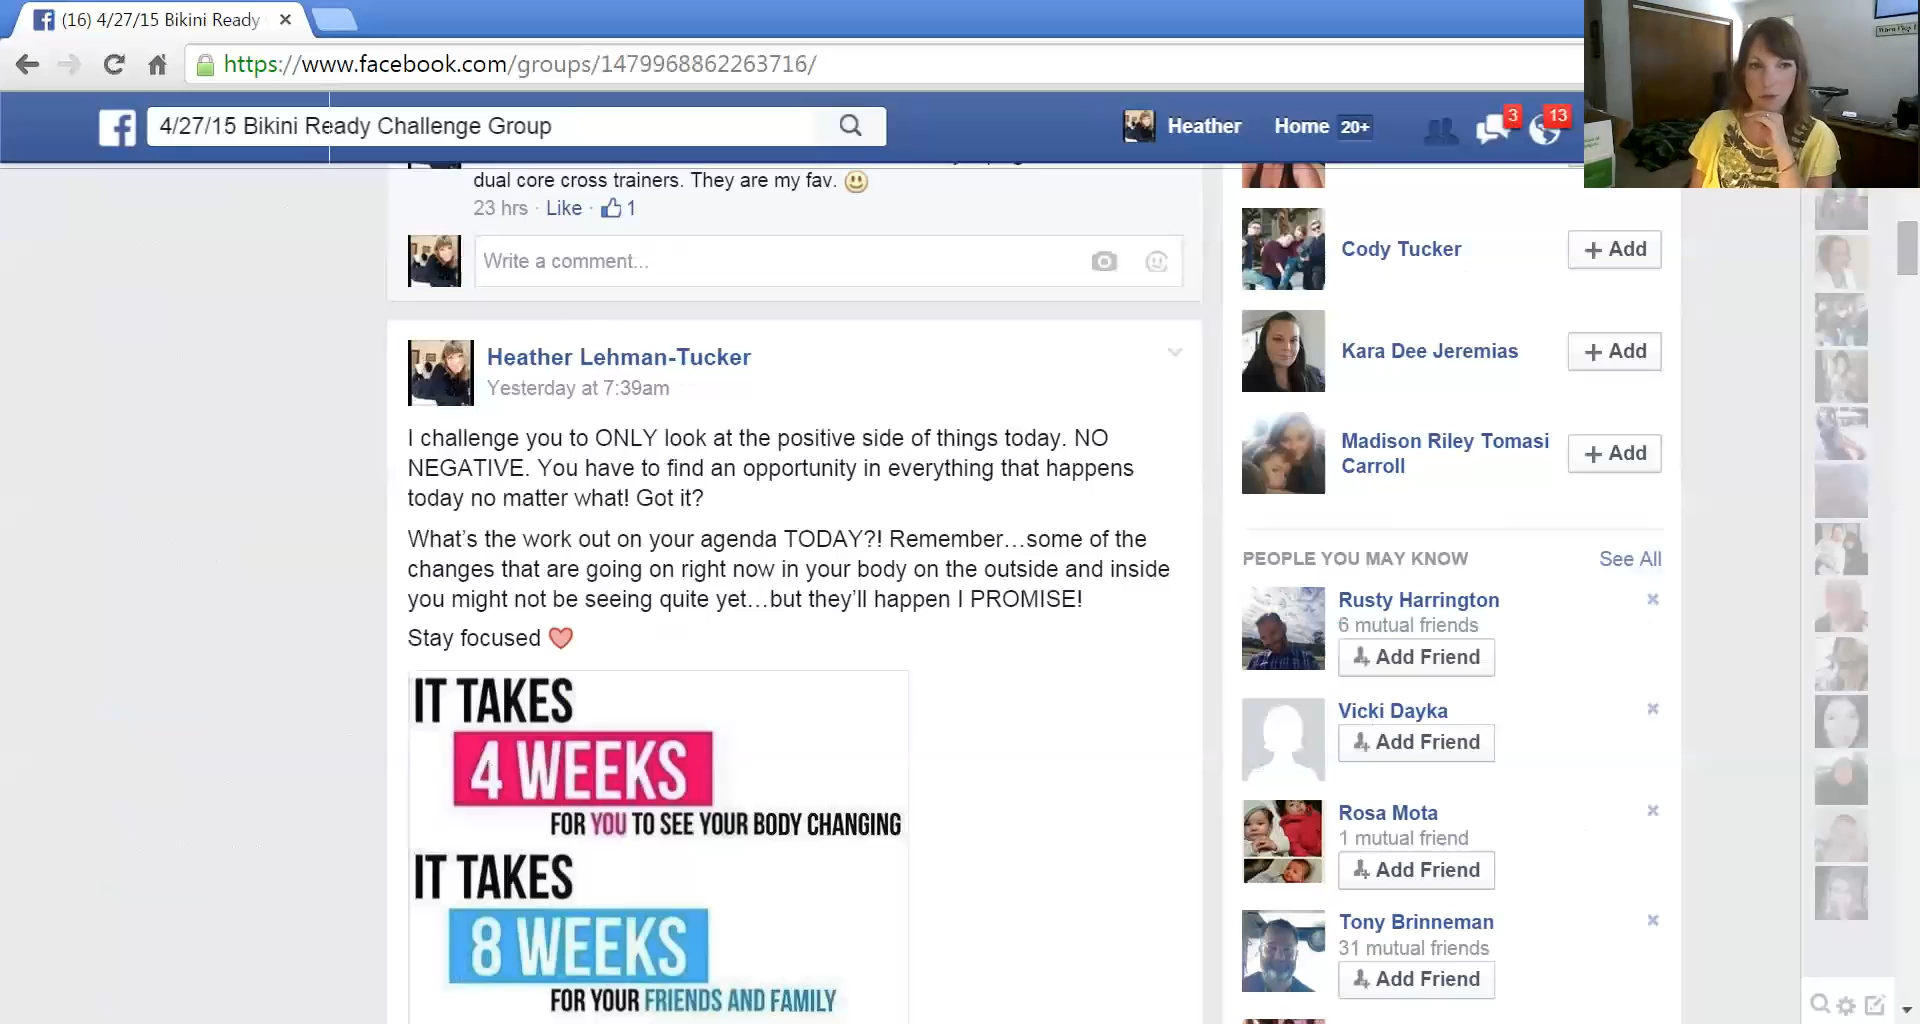 (16) 4/27/15 Bikini Ready
https://www.facebook.com/groups/1479968862263716/
4/27/15 Bikini Ready Challenge Group
Heather
Home 20+
3
13
dual core cross trainers. They are my fav.
23 hrs · Like · 1
Write a comment...
Heather Lehman-Tucker
Yesterday at 7:39am
I challenge you to ONLY look at the positive side of things today. NO
NEGATIVE. You have to find an opportunity in everything that happens
today no matter what! Got it?
What's the work out on your agenda TODAY?! Remember...some of the
changes that are going on right now in your body on the outside and inside
you might not be seeing quite yet...but they'll happen I PROMISE!
Stay focused
IT TAKES
4 WEEKS
FOR YOU TO SEE YOUR BODY CHANGING
IT TAKES
8 WEEKS
FOR YOUR FRIENDS AND FAMILY
Cody Tucker
+ Add
Kara Dee Jeremias
+ Add
Madison Riley Tomasi
Carroll
+ Add
PEOPLE YOU MAY KNOW
See All
Rusty Harrington
6 mutual friends
Add Friend
Vicki Dayka
Add Friend
Rosa Mota
1 mutual friend
Add Friend
Tony Brinneman
31 mutual friends
Add Friend